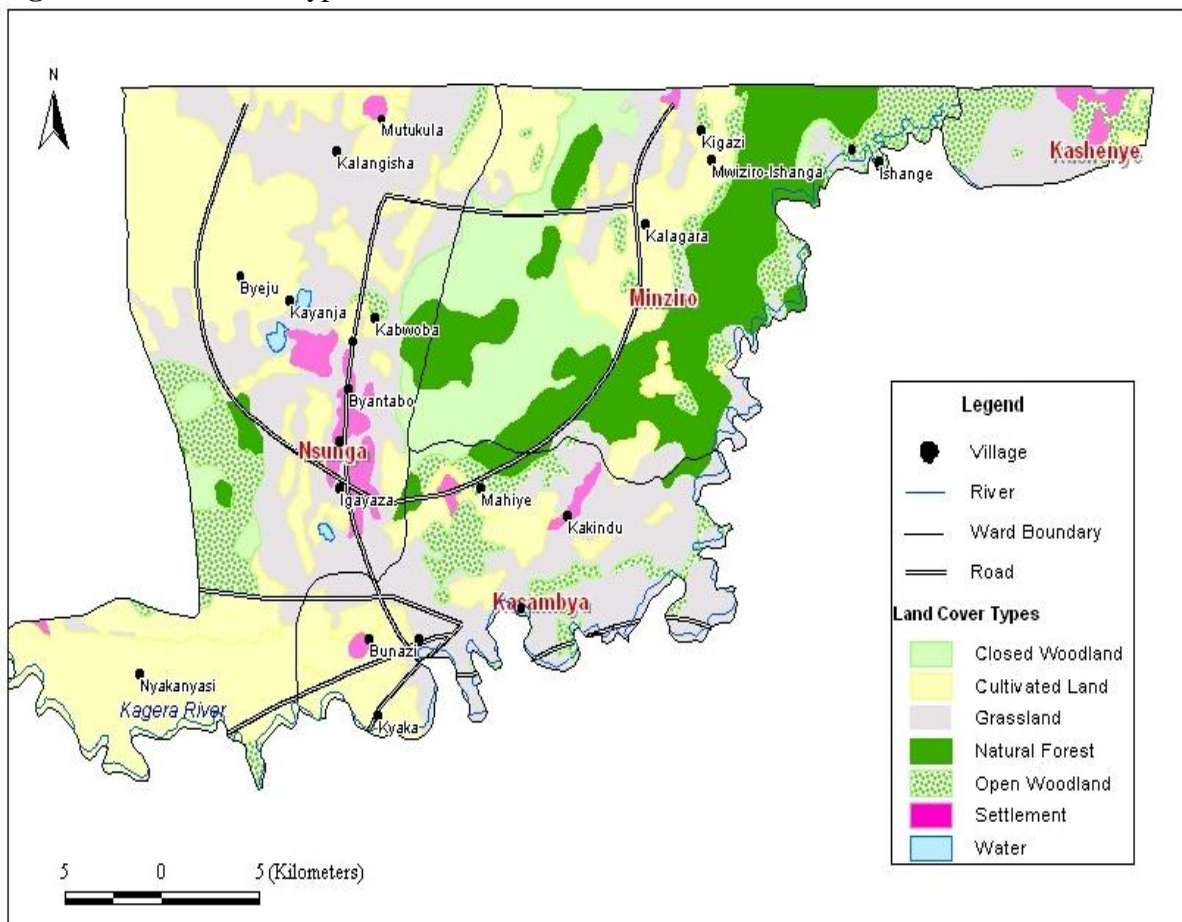 N
Mutukula
Kalangisha
Kigazi
Mwiziro-Ishanga
Ishange
Kashenye
Kalagara
Byeju
Kayanja
Kabwoba
Minziro
Byantabo
Nsunga
Igayaza
Mahiye
Kakindu
Kasambya
Bunazi
Nyakanyasi
Kagera River
Kyaka
Legend
Village
River
Ward Boundary
Road
Land Cover Types
Closed Woodland
Cultivated Land
Grassland
Natural Forest
Open Woodland
Settlement
Water
5 0 5 (Kilometers)